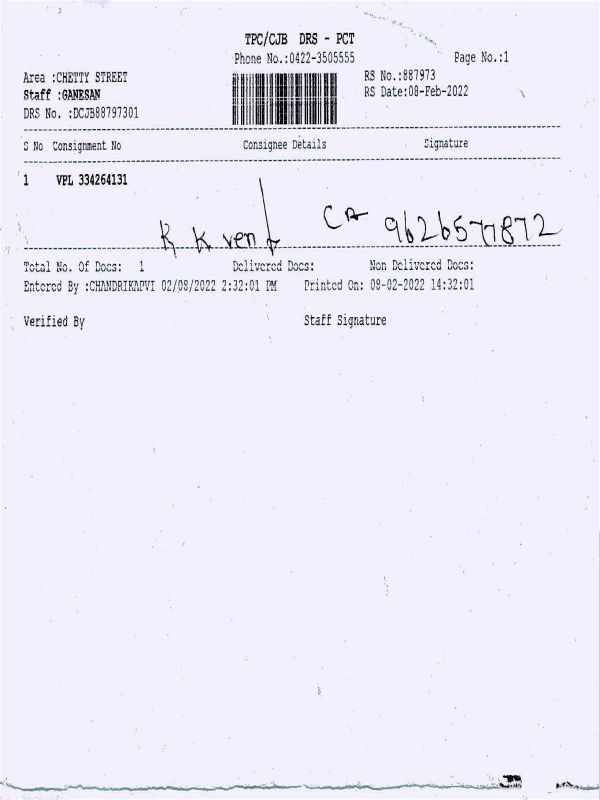 TPC/CJB DRS - PCT
Phone No.:0422-3505555 Page No.:1
Area :CHETTY STREET RS No.:887973
Staff :GANESAN RS Date:08-Feb-2022
DRS No. :DCJB88797301
S No Consignment No Consignee Details Signature
1 VPL 334264131
R K ven 9626577872
Total No. Of Docs: 1 Delivered Docs: Non Delivered Docs:
Entered By :CHANDRIKAPVI 02/08/2022 2:32:01 PM Printed On: 08-02-2022 14:32:01
Verified By Staff Signature